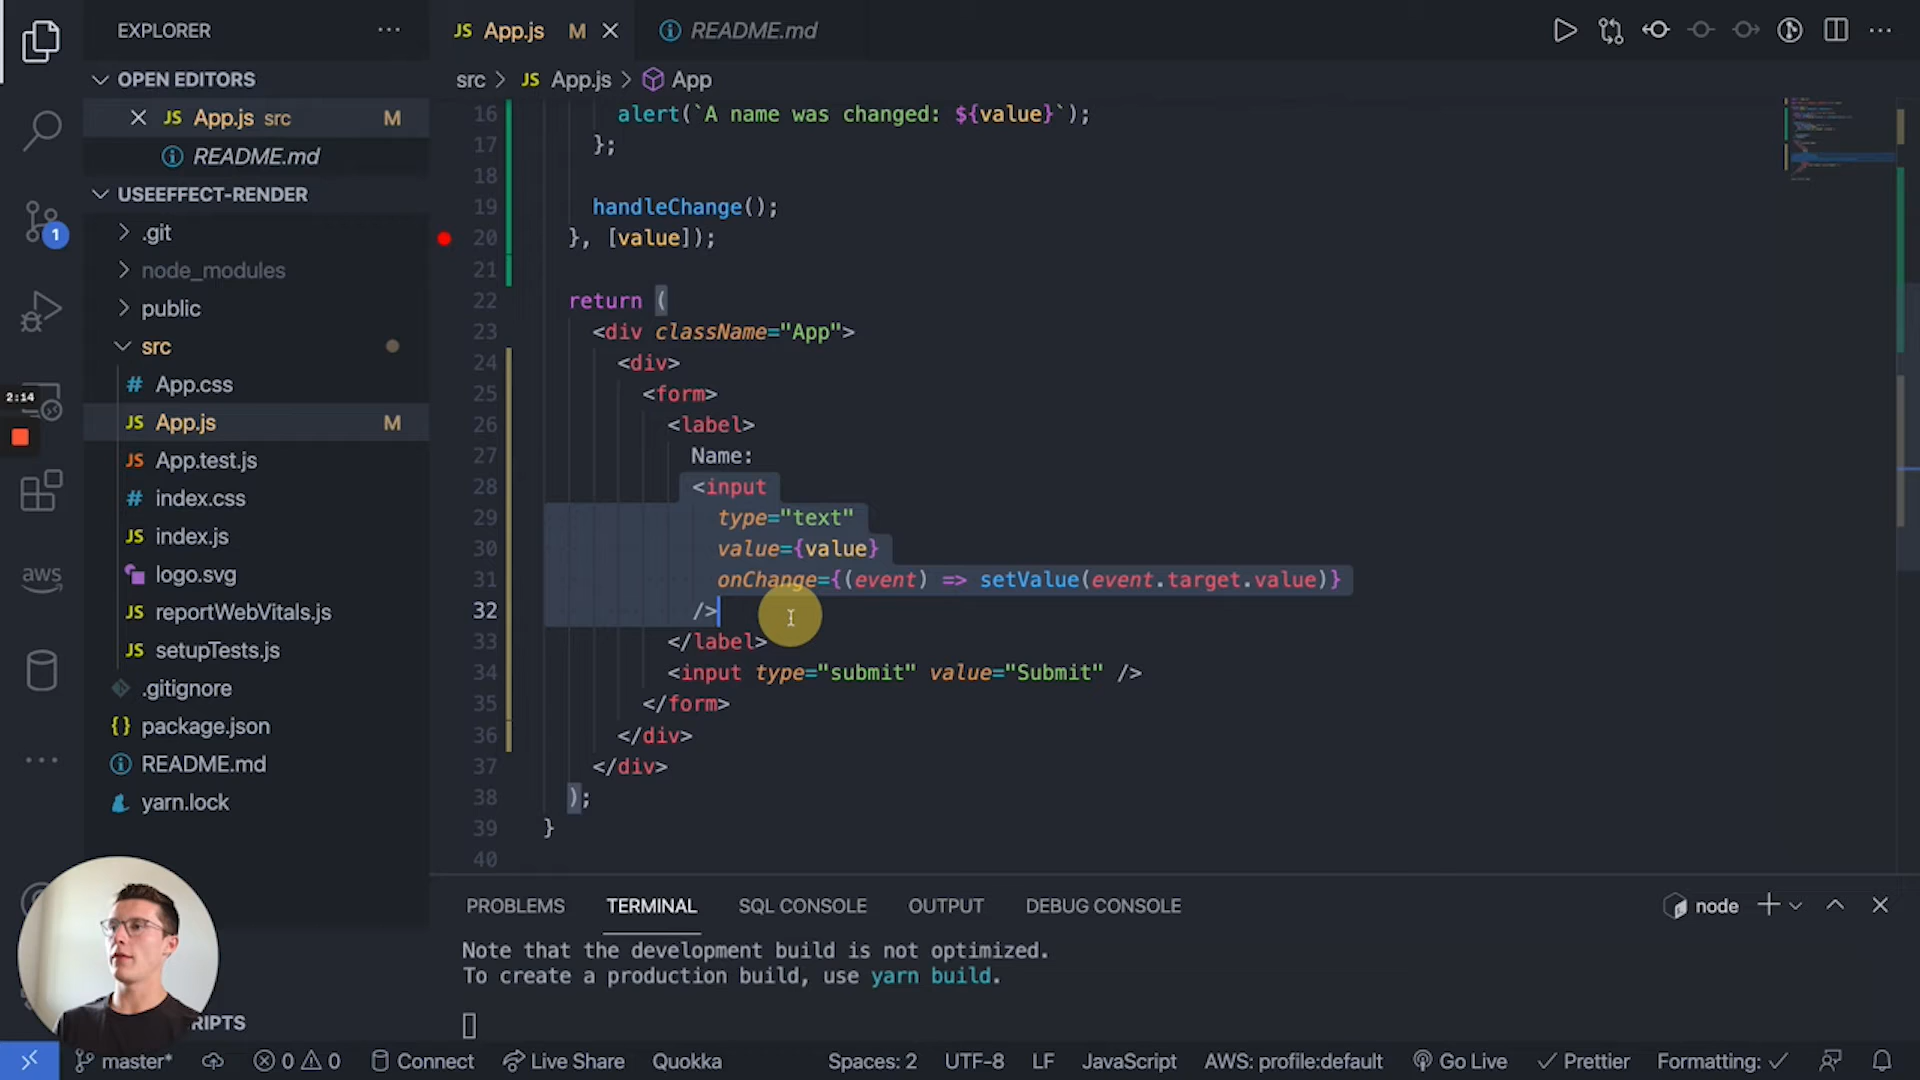 EXPLORER
OPEN EDITORS
App.js src M
README.md
USEEFFECT-RENDER
.git
node_modules
public
src
App.css
App.js M
App.test.js
index.css
index.js
logo.svg
reportWebVitals.js
setupTests.js
.gitignore
package.json
README.md
yarn.lock
RIPTS
1
2:14
aws
JS App.js M
README.md
src > JS App.js > App
16 alert(`A name was changed: ${value}`);
17 };
18
19 handleChange();
20 }, [value]);
21
22 return (
23 <div className="App">
24 <div>
25 <form>
26 <label>
27 Name:
28 <input
29 type="text"
30 value={value}
31 onChange={(event) => setValue(event.target.value)}
32 />
33 </label>
34 <input type="submit" value="Submit" />
35 </form>
36 </div>
37 </div>
38 );
39 }
40
PROBLEMS TERMINAL SQL CONSOLE OUTPUT DEBUG CONSOLE node
Note that the development build is not optimized.
To create a production build, use yarn build.
master* 0 0 Connect Live Share Quokka Spaces: 2 UTF-8 LF JavaScript AWS: profile:default Go Live Prettier Formatting: